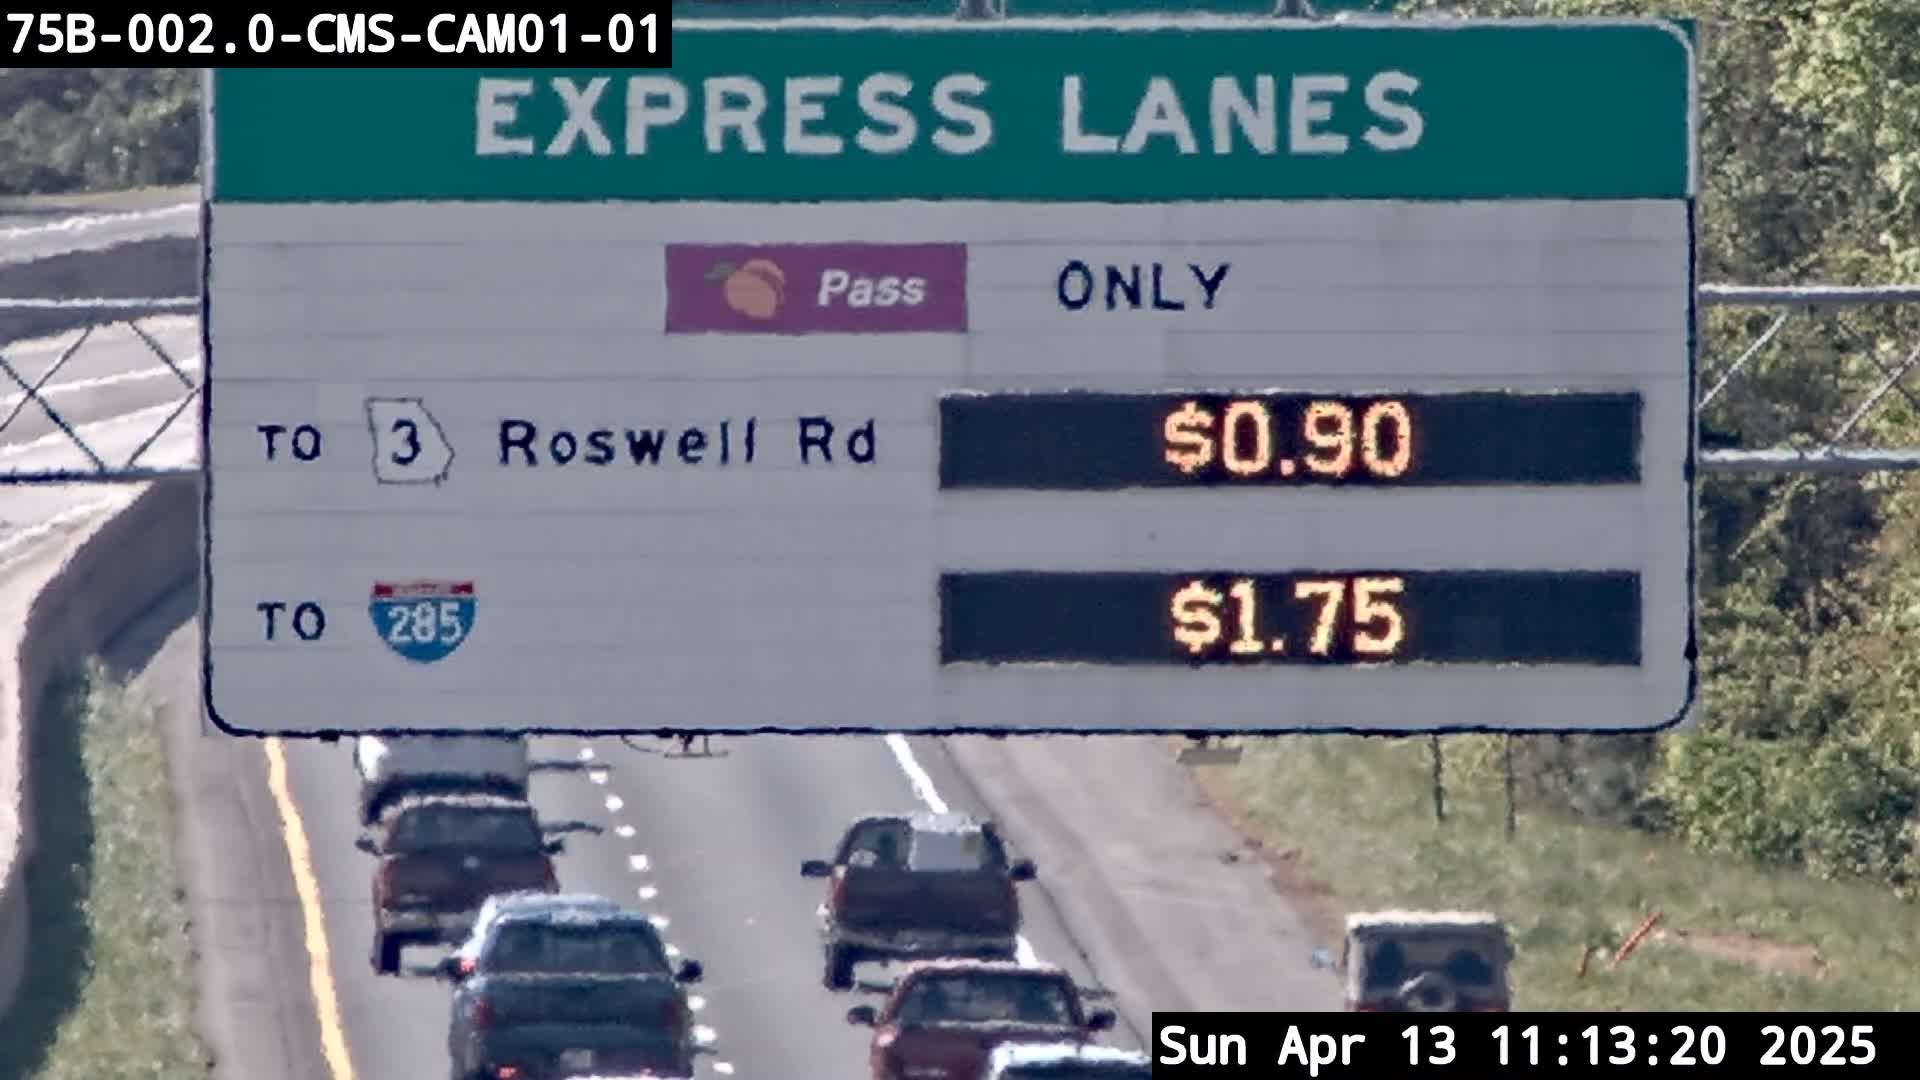 75B-002.0-CMS-CAM01-01
EXPRESS LANES
Pass ONLY
TO 3 Roswell Rd $0.90
TO 285 $1.75
Sun Apr 13 11:13:20 2025